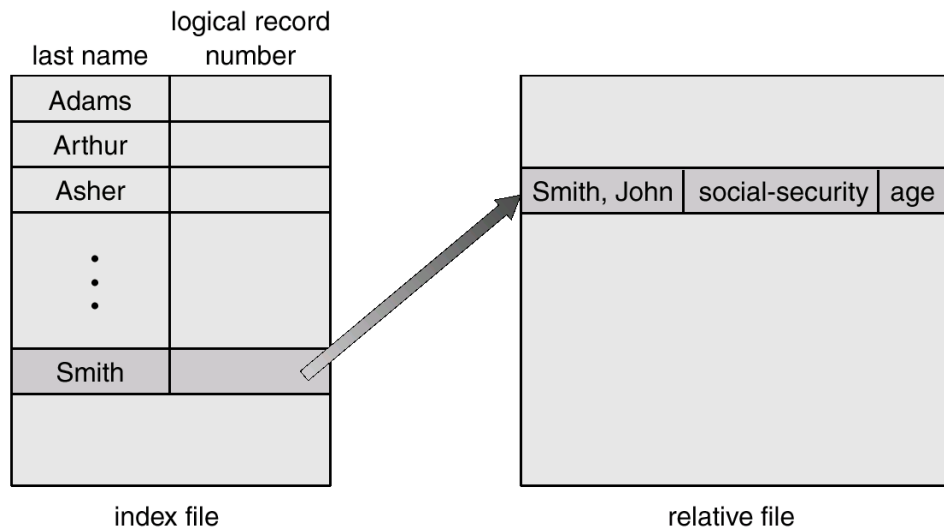 last name
logical record
number
Adams
Arthur
Asher
Smith
index file
Smith, John
social-security
age
relative file